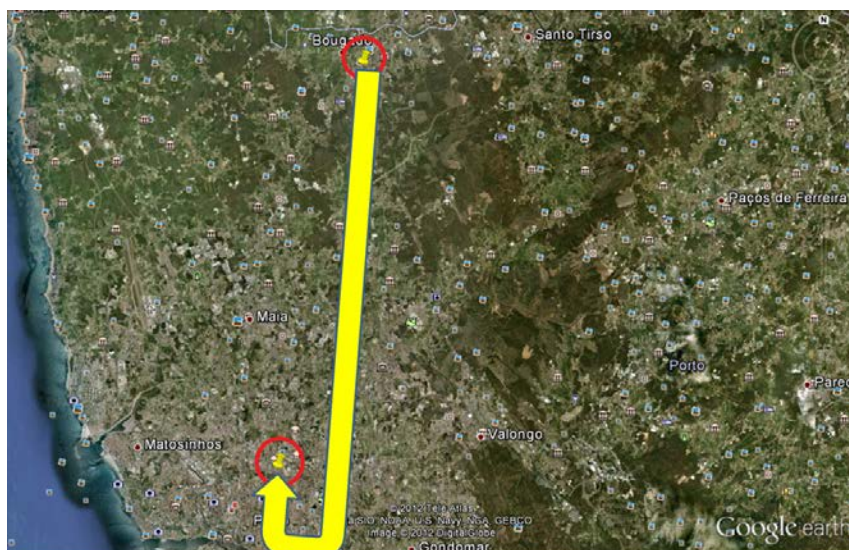 N
Bougado
Santo Tirso
Paços de Ferreira
Maia
Porto
Pared
Matosinhos
Valongo
P
© 2012 Tele Atlas
a SIO, NOAA, U.S. Navy, NGA, GEBCO
Image © 2012 DigitalGlobe
Gondomar
Google earth